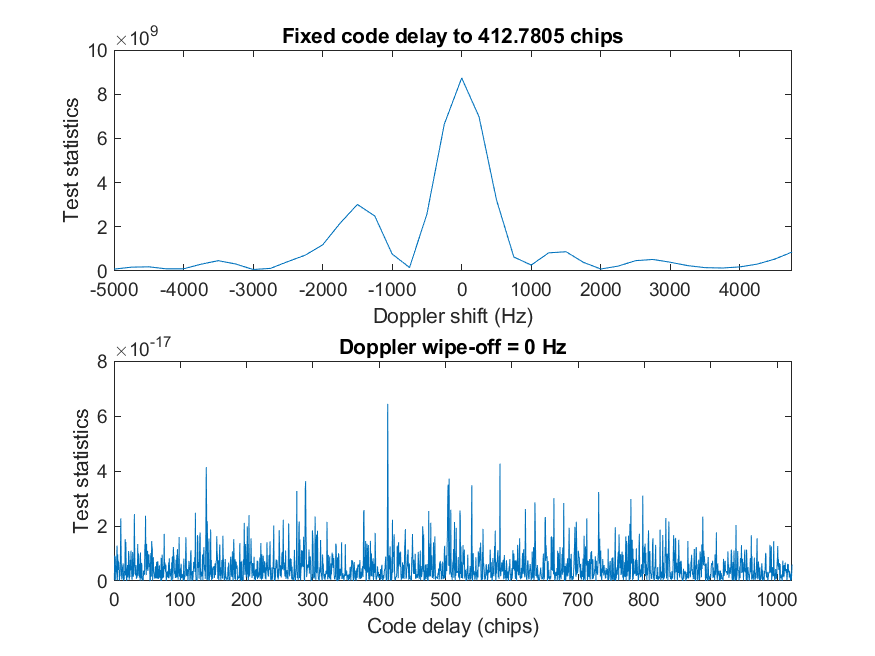 ×10^9
Fixed code delay to 412.7805 chips
10
8
6
4
2
0
Test statistics
-5000 -4000 -3000 -2000 -1000 0 1000 2000 3000 4000
Doppler shift (Hz)
×10^-17
Doppler wipe-off = 0 Hz
8
6
4
2
0
Test statistics
0 100 200 300 400 500 600 700 800 900 1000
Code delay (chips)